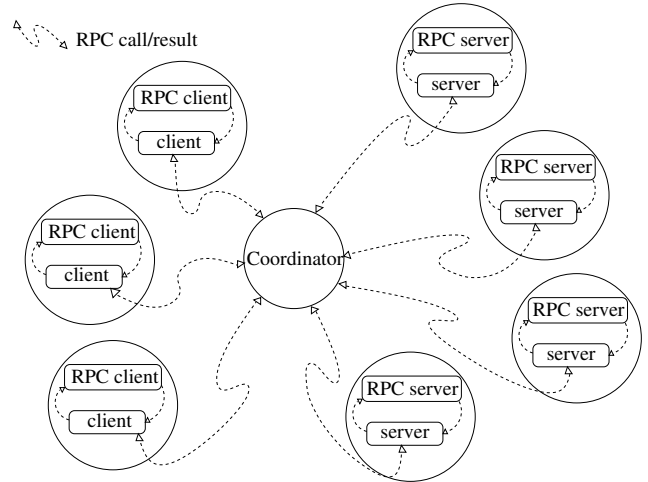 RPC call/result
RPC server
server
RPC client
client
RPC server
server
RPC client
client
Coordinator
RPC server
server
RPC client
client
RPC server
server